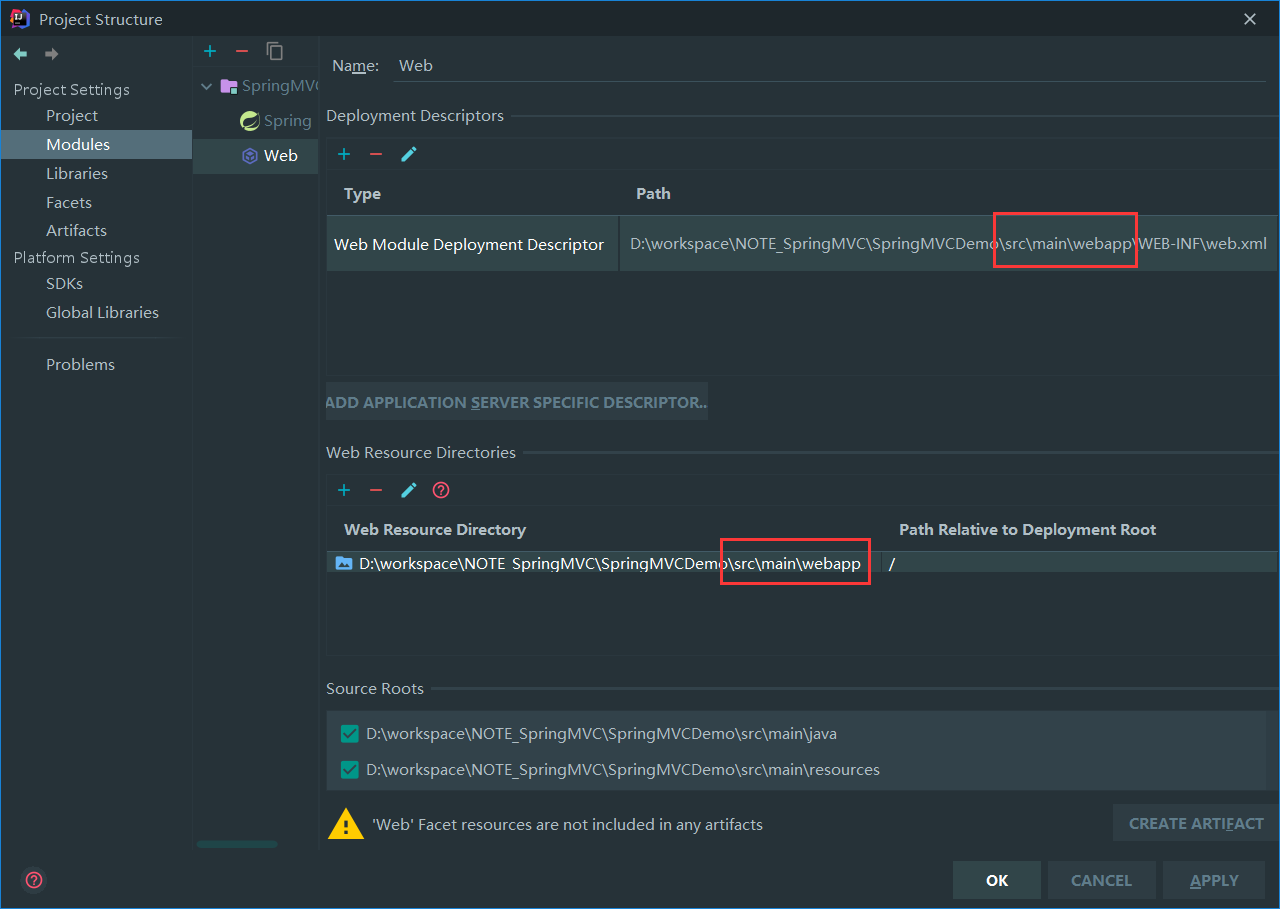 Project Structure
Project Settings
Project
Modules
Libraries
Facets
Artifacts
Platform Settings
SDKs
Global Libraries
Problems
SpringMVC
Spring
Web
Name: Web
Deployment Descriptors
Type Path
Web Module Deployment Descriptor D:\workspace\NOTE_SpringMVC\SpringMVCDemo\src\main\webapp\WEB-INF\web.xml
ADD APPLICATION SERVER SPECIFIC DESCRIPTOR..
Web Resource Directories
Web Resource Directory Path Relative to Deployment Root
D:\workspace\NOTE_SpringMVC\SpringMVCDemo\src\main\webapp /
Source Roots
D:\workspace\NOTE_SpringMVC\SpringMVCDemo\src\main\java
D:\workspace\NOTE_SpringMVC\SpringMVCDemo\src\main\resources
'Web' Facet resources are not included in any artifacts
CREATE ARTIFACT
OK CANCEL APPLY